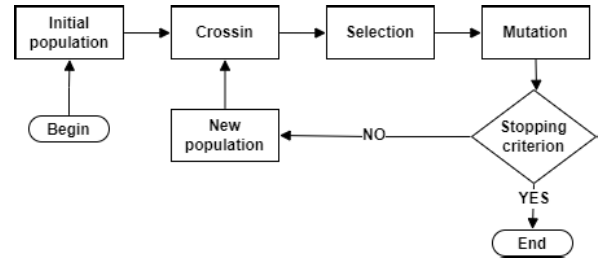 Initial
population
Crossin
Selection
Mutation
Begin
New
population
NO
Stopping
criterion
YES
End